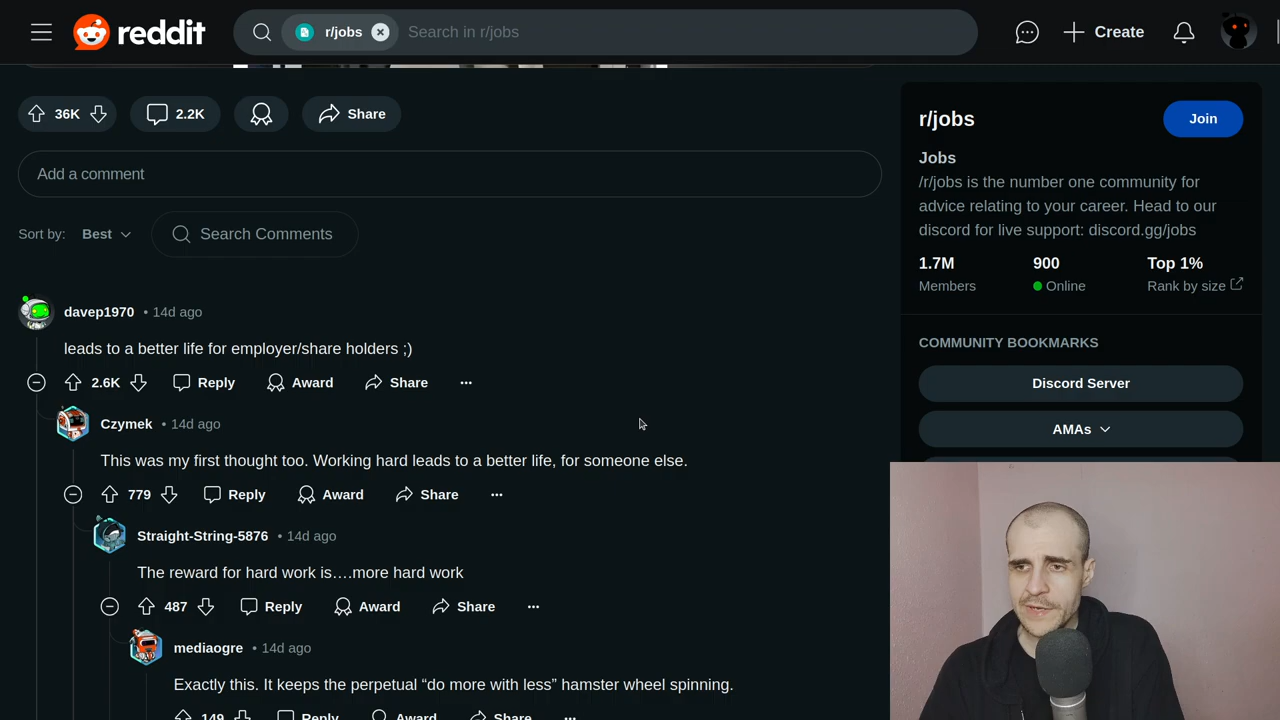 reddit
r/jobs
Search in r/jobs
Create
36K
2.2K
Share
Add a comment
Sort by:
Best
Search Comments
davep1970 • 14d ago
leads to a better life for employer/share holders ;)
2.6K
Reply
Award
Share
Czymek • 14d ago
This was my first thought too. Working hard leads to a better life, for someone else.
779
Reply
Award
Share
Straight-String-5876 • 14d ago
The reward for hard work is….more hard work
487
Reply
Award
Share
mediaogre • 14d ago
Exactly this. It keeps the perpetual “do more with less” hamster wheel spinning.
149
Reply
Award
Share
r/jobs
Join
Jobs
/r/jobs is the number one community for
advice relating to your career. Head to our
discord for live support: discord.gg/jobs
1.7M
Members
900
Online
Top 1%
Rank by size
COMMUNITY BOOKMARKS
Discord Server
AMAs